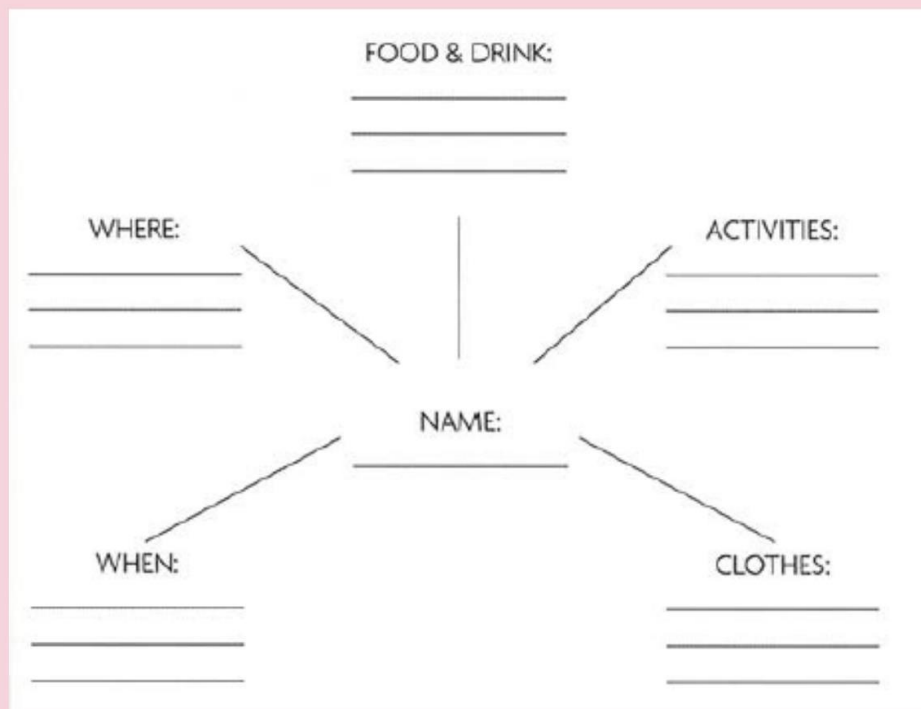 FOOD & DRINK:
WHERE:
ACTIVITIES:
NAME:
WHEN:
CLOTHES: